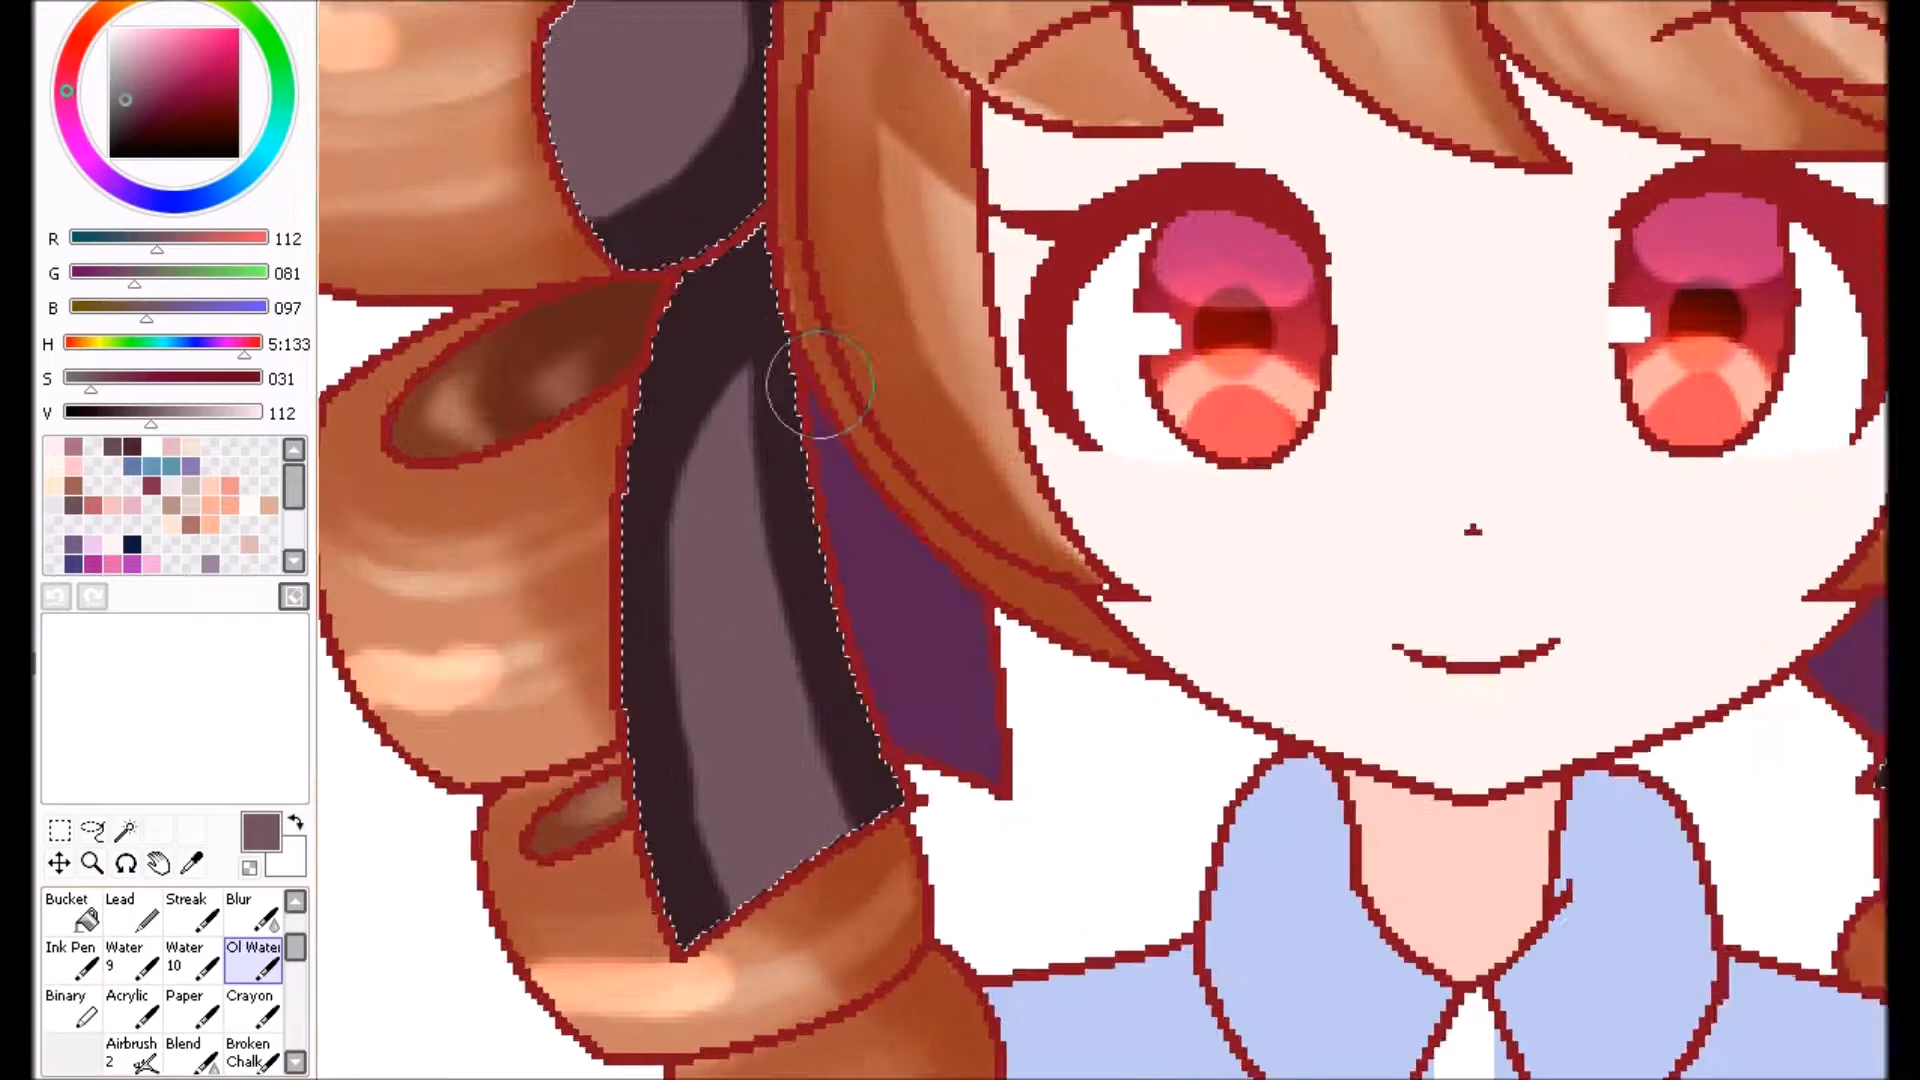 R 112
G 081
B 097
H 5:133
S 031
V 112
Bucket Lead Streak Blur
Ink Pen Water 9 Water 10 Ol Water
Binary Acrylic Paper Crayon
Airbrush 2 Blend Broken Chalk